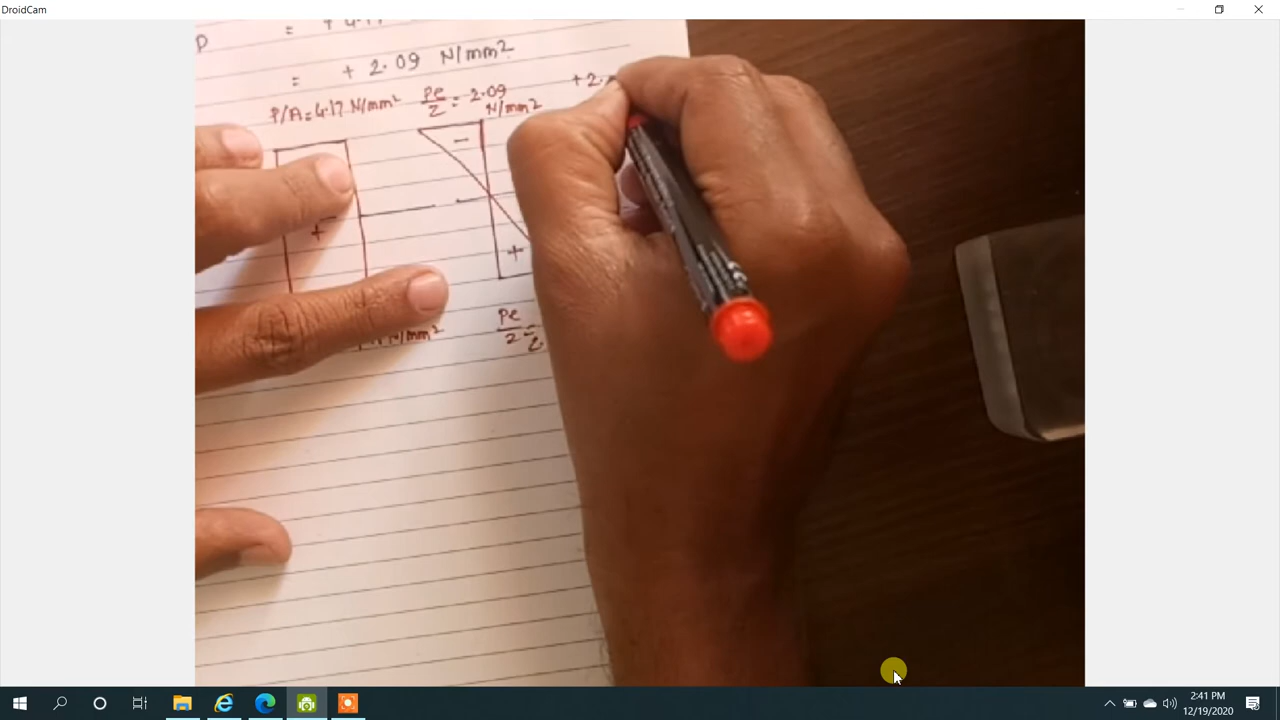 DroidCam
P =
= + 2.09 N/mm2
P/A = 4.17 N/mm2 Pe/Z = 2.09 N/mm2 + 2.
-
+
+
N/mm2 Pe/Z =
2:41 PM
12/19/2020